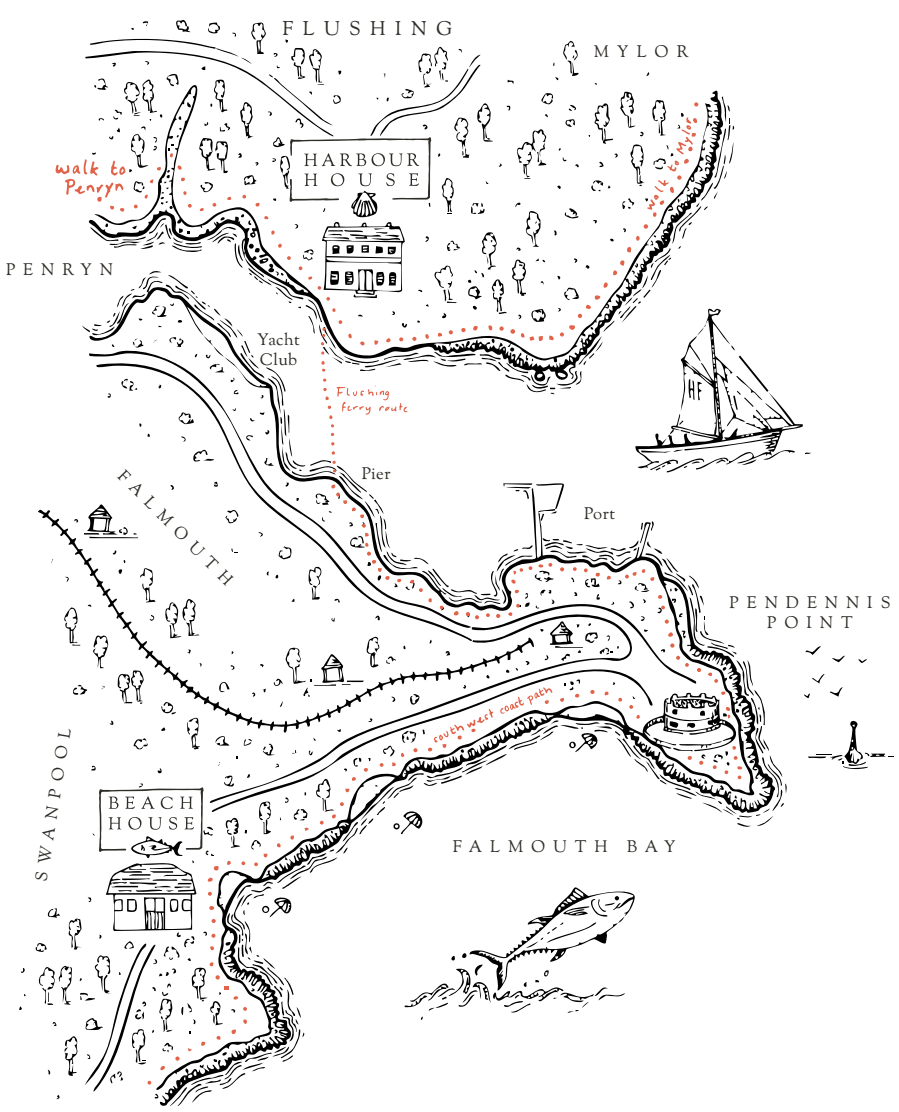 FLUSHING
MYLOR
HARBOUR
HOUSE
walk to
Penryn
walk to Mylor
PENRYN
Yacht
Club
Flushing
ferry route
HF
Pier
FALMOUTH
Port
PENDENNIS
POINT
south west coast path
SWANPOOL
BEACH
HOUSE
FALMOUTH BAY